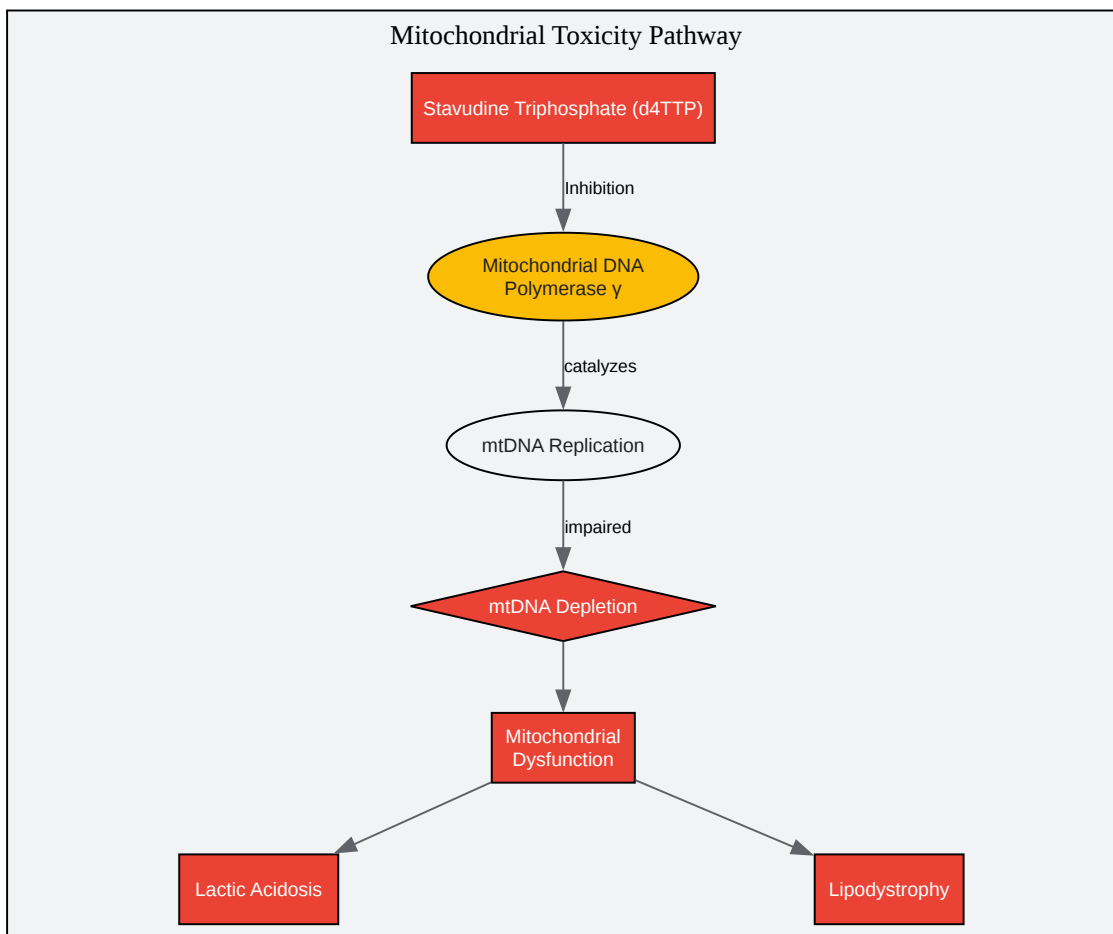 Mitochondrial Toxicity Pathway
Stavudine Triphosphate (d4TTP)
Inhibition
Mitochondrial DNA
Polymerase γ
catalyzes
mtDNA Replication
impaired
mtDNA Depletion
Mitochondrial
Dysfunction
Lactic Acidosis
Lipodystrophy